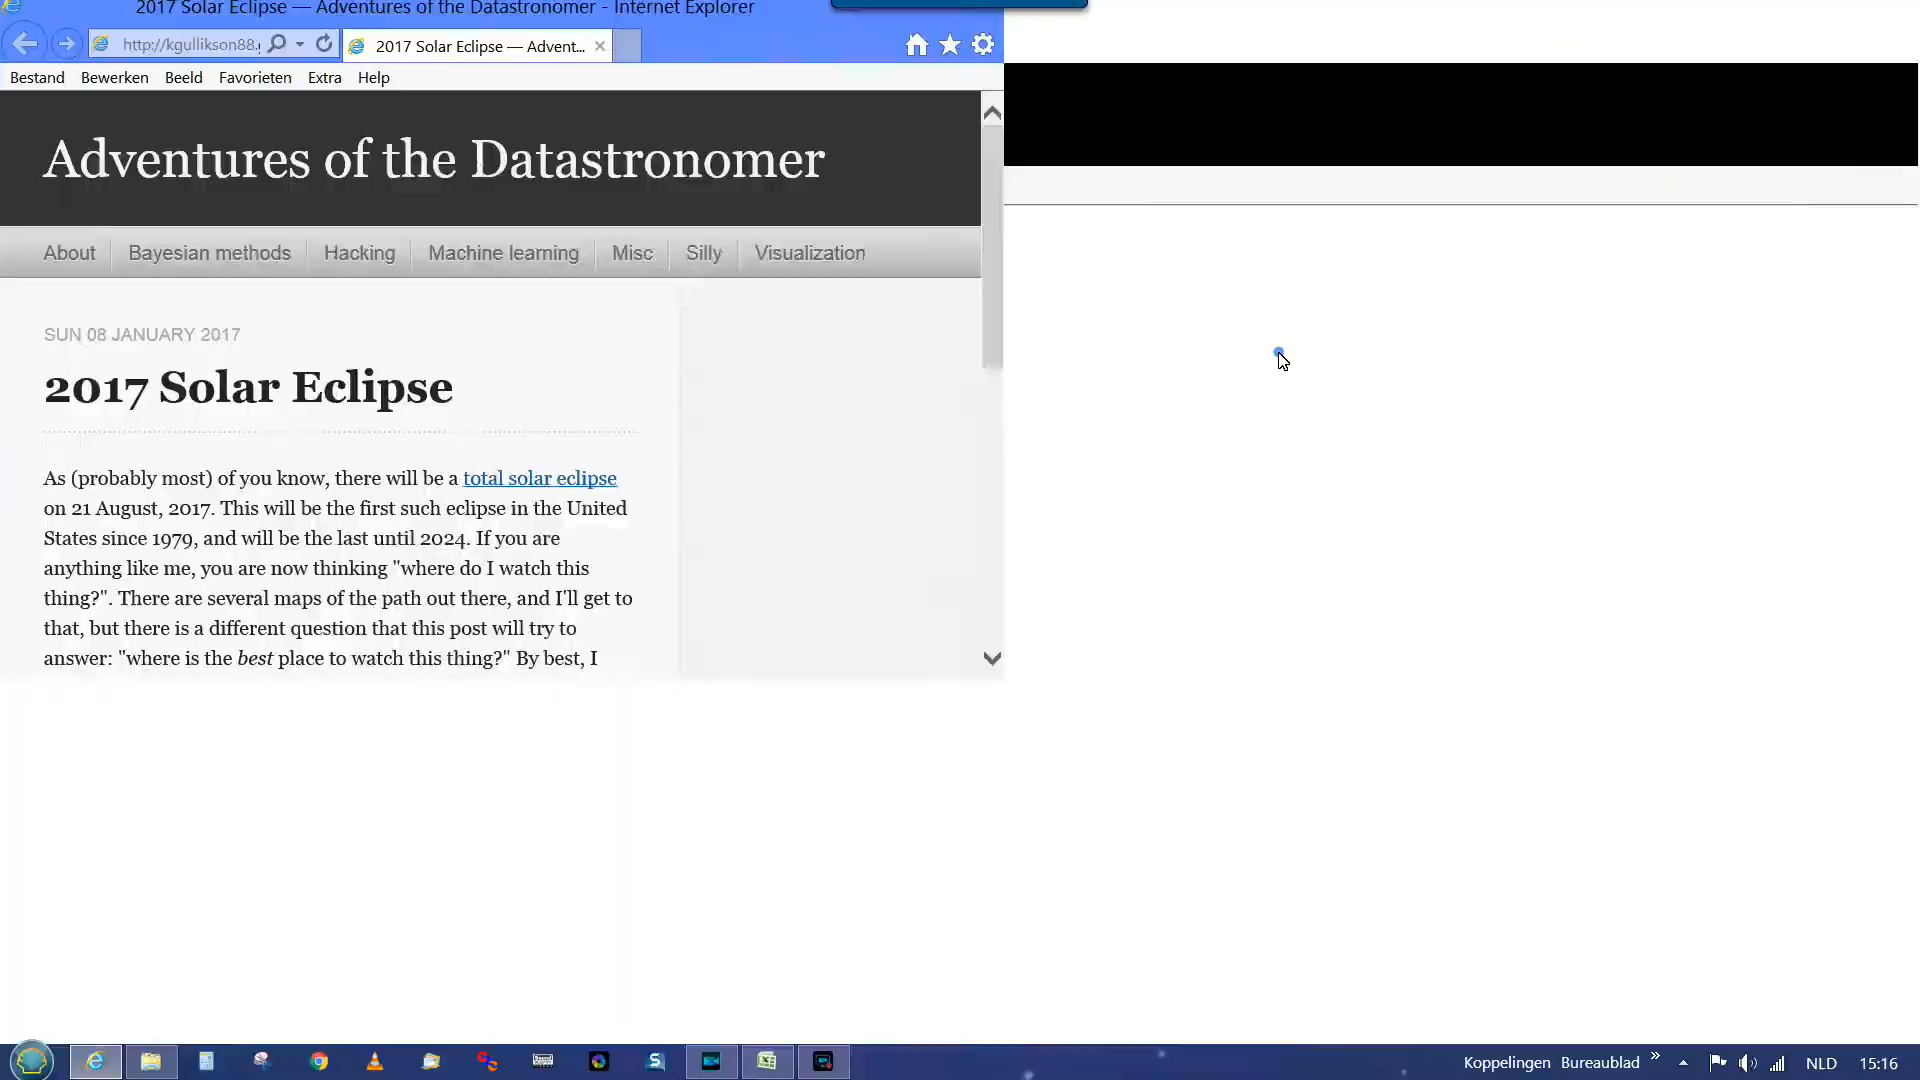 2017 Solar Eclipse — Adventures of the Datastronomer - Internet Explorer
http://kgullikson88.
2017 Solar Eclipse — Advent...
Bestand Bewerken Beeld Favorieten Extra Help
Adventures of the Datastronomer
About Bayesian methods Hacking Machine learning Misc Silly Visualization
SUN 08 JANUARY 2017
2017 Solar Eclipse
As (probably most) of you know, there will be a total solar eclipse
on 21 August, 2017. This will be the first such eclipse in the United
States since 1979, and will be the last until 2024. If you are
anything like me, you are now thinking "where do I watch this
thing?". There are several maps of the path out there, and I'll get to
that, but there is a different question that this post will try to
answer: "where is the best place to watch this thing?" By best, I
Koppelingen Bureaublad » NLD 15:16